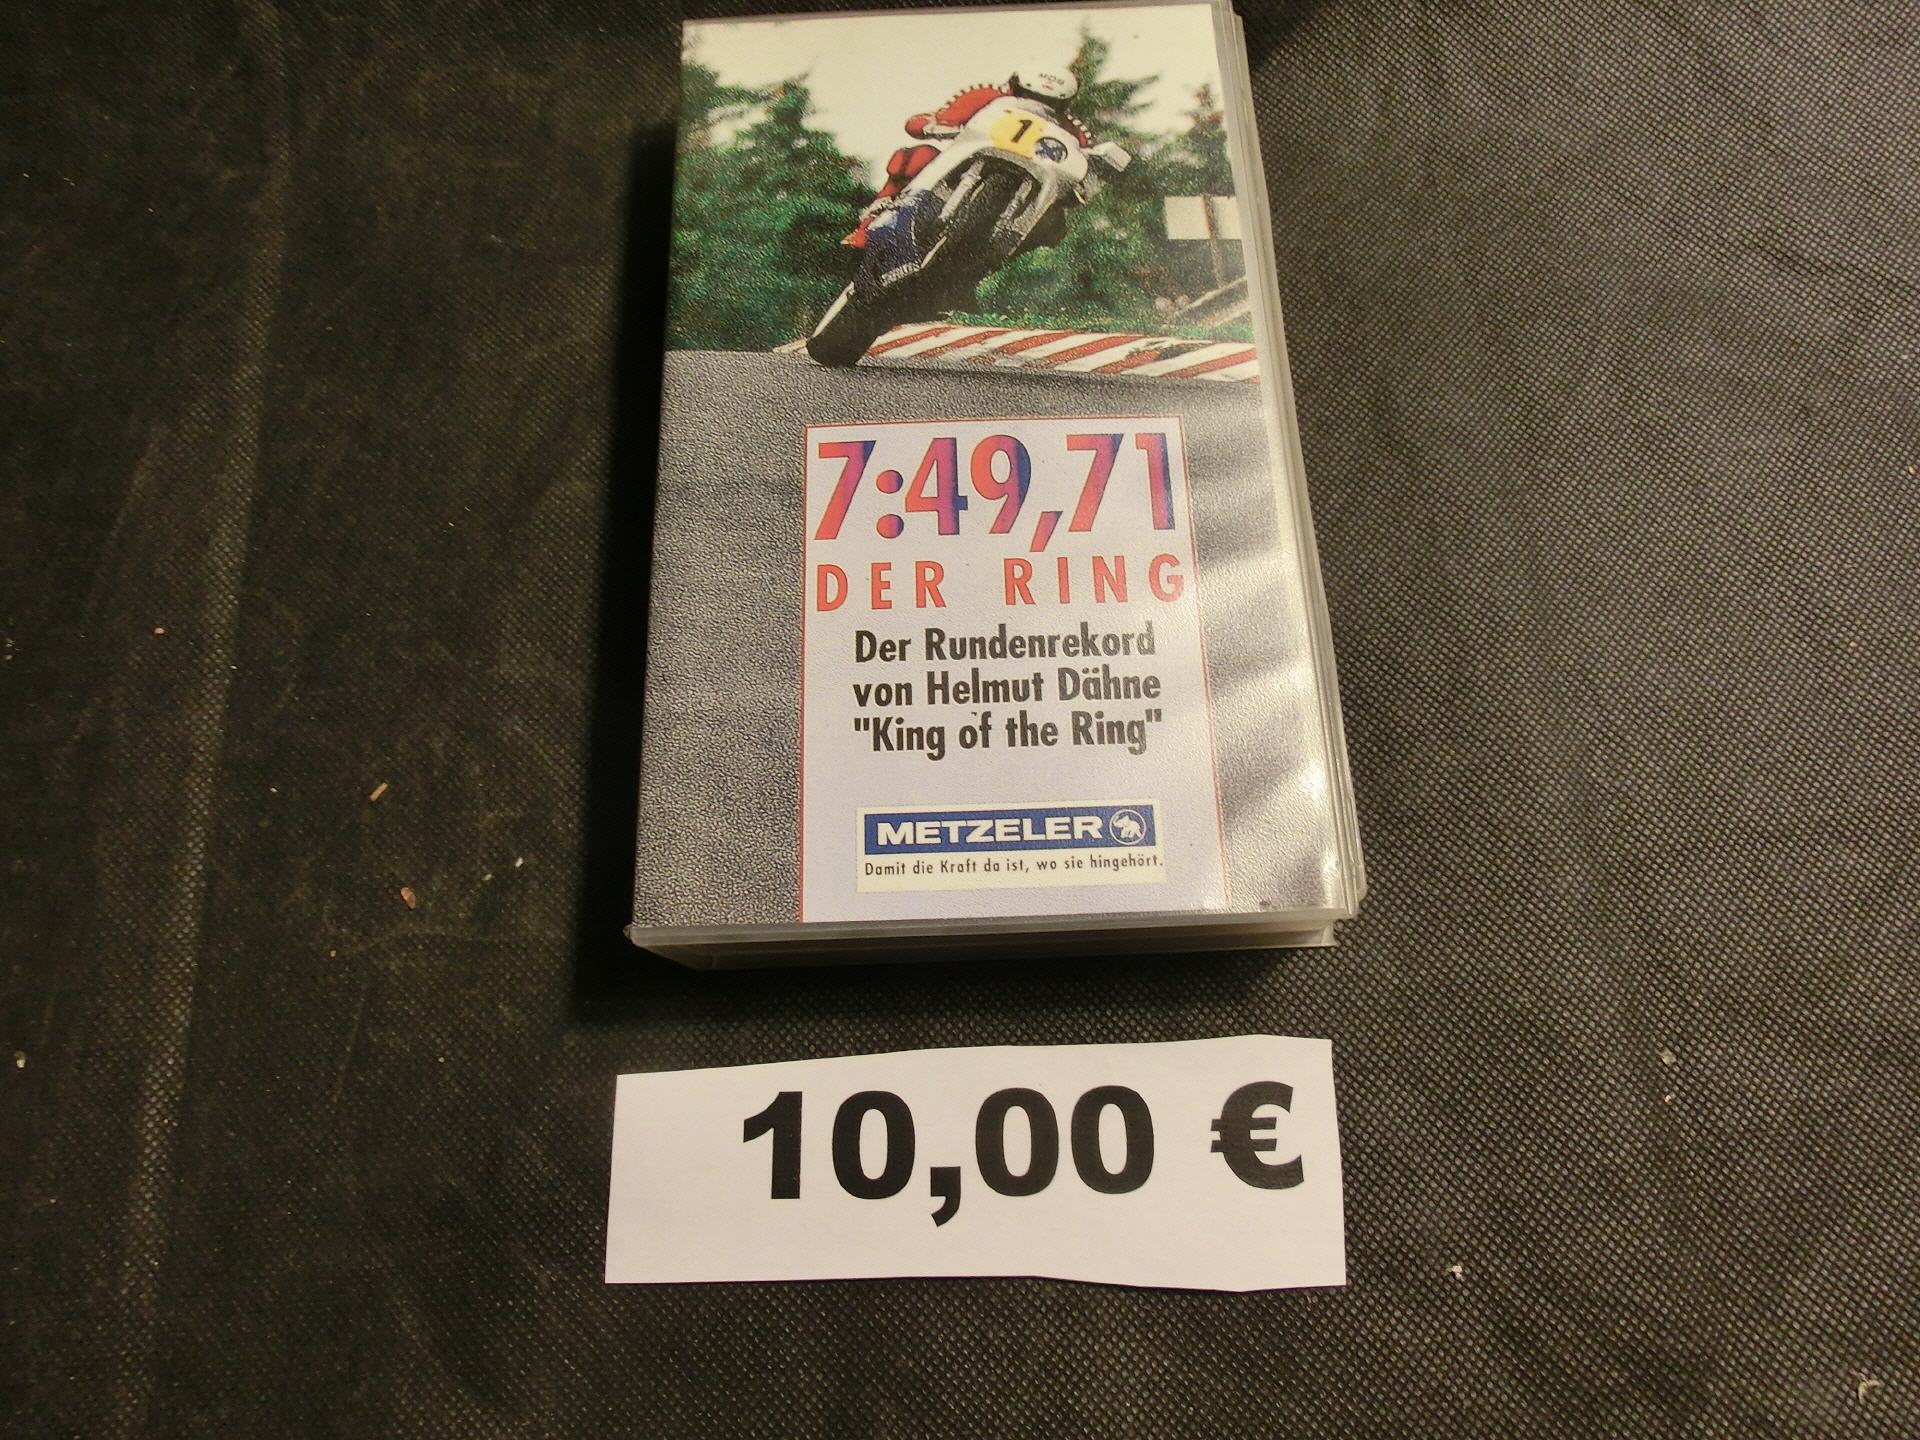 1
7:49,71
DER RING
Der Rundenrekord
von Helmut Dähne
"King of the Ring"
METZELER
Damit die Kraft da ist, wo sie hingehört.
10,00 €